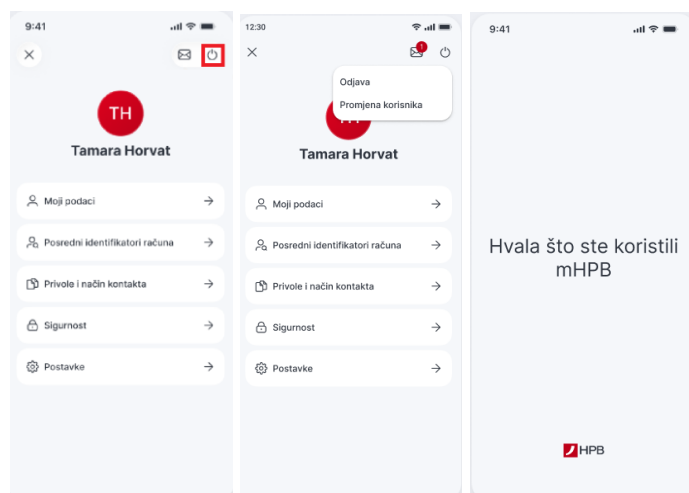 9:41
TH
Tamara Horvat
Moji podaci
Posredni identifikatori računa
Privole i način kontakta
Sigurnost
Postavke
12:30
1
Odjava
Promjena korisnika
TH
Tamara Horvat
Moji podaci
Posredni identifikatori računa
Privole i način kontakta
Sigurnost
Postavke
9:41
Hvala što ste koristili
mHPB
HPB